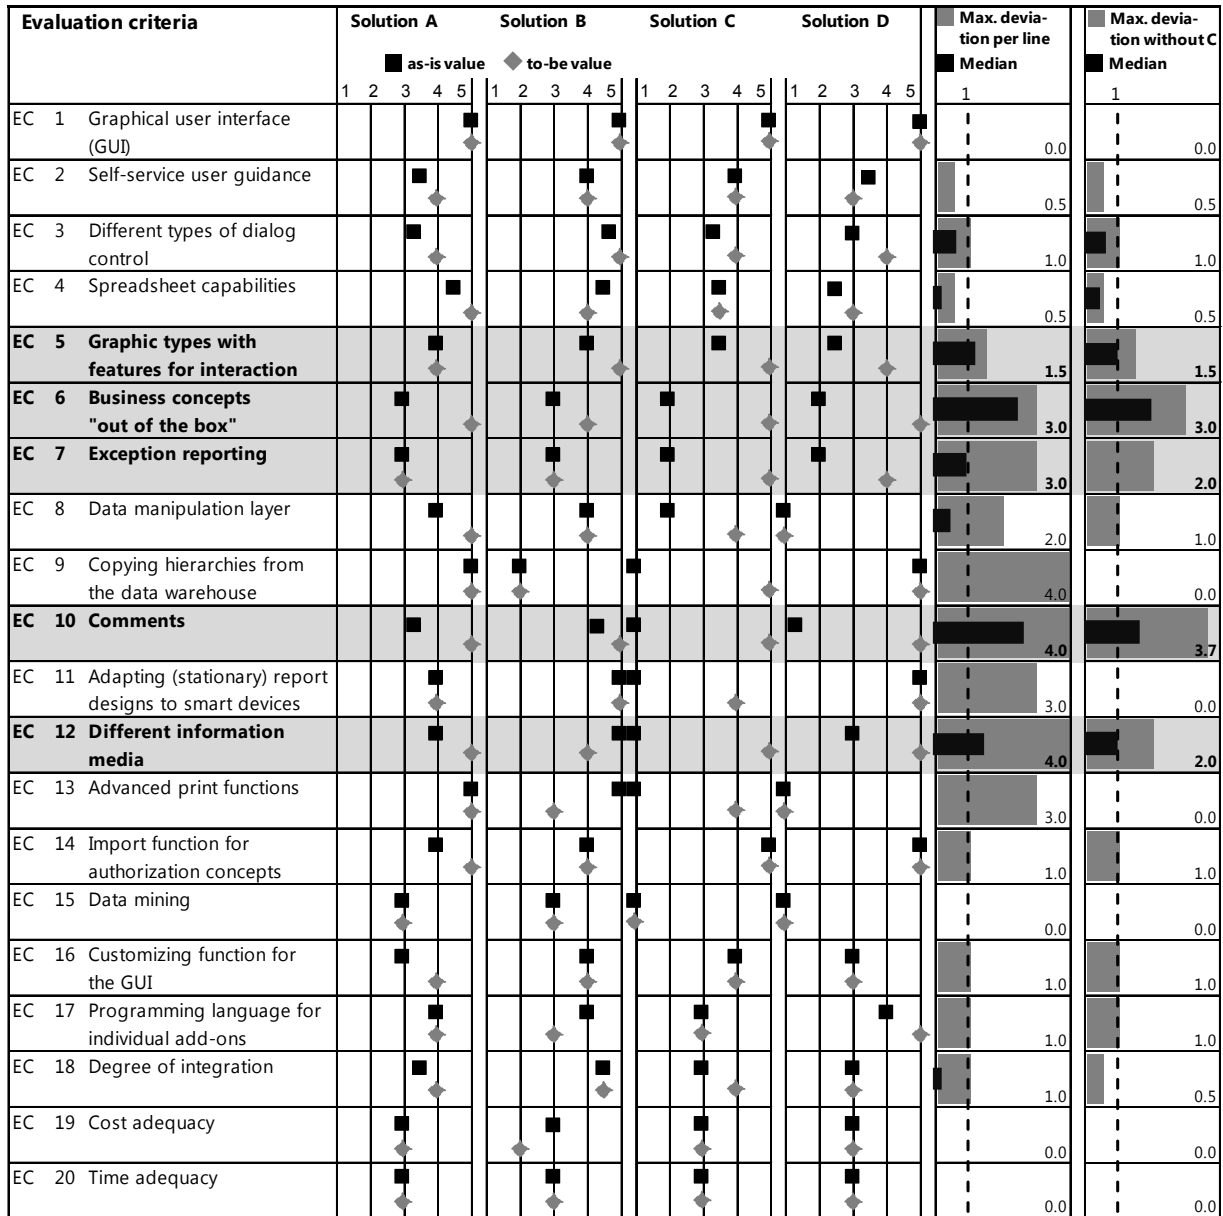 Evaluation criteria Solution A Solution B Solution C Solution D Max. devia- Max. devia-
tion per line tion without C
as-is value to-be value Median Median
1 2 3 4 5 1 2 3 4 5 1 2 3 4 5 1 2 3 4 5 1 1
EC 1 Graphical user interface
(GUI) 0.0 0.0
EC 2 Self-service user guidance
0.5 0.5
EC 3 Different types of dialog
control 1.0 1.0
EC 4 Spreadsheet capabilities
0.5 0.5
EC 5 Graphic types with
features for interaction 1.5 1.5
EC 6 Business concepts
"out of the box" 3.0 3.0
EC 7 Exception reporting
3.0 2.0
EC 8 Data manipulation layer
2.0 1.0
EC 9 Copying hierarchies from
the data warehouse 4.0 0.0
EC 10 Comments
4.0 3.7
EC 11 Adapting (stationary) report
designs to smart devices 3.0 0.0
EC 12 Different information
media 4.0 2.0
EC 13 Advanced print functions
3.0 0.0
EC 14 Import function for
authorization concepts 1.0 1.0
EC 15 Data mining
0.0 0.0
EC 16 Customizing function for
the GUI 1.0 1.0
EC 17 Programming language for
individual add-ons 1.0 1.0
EC 18 Degree of integration
1.0 0.5
EC 19 Cost adequacy
0.0 0.0
EC 20 Time adequacy
0.0 0.0